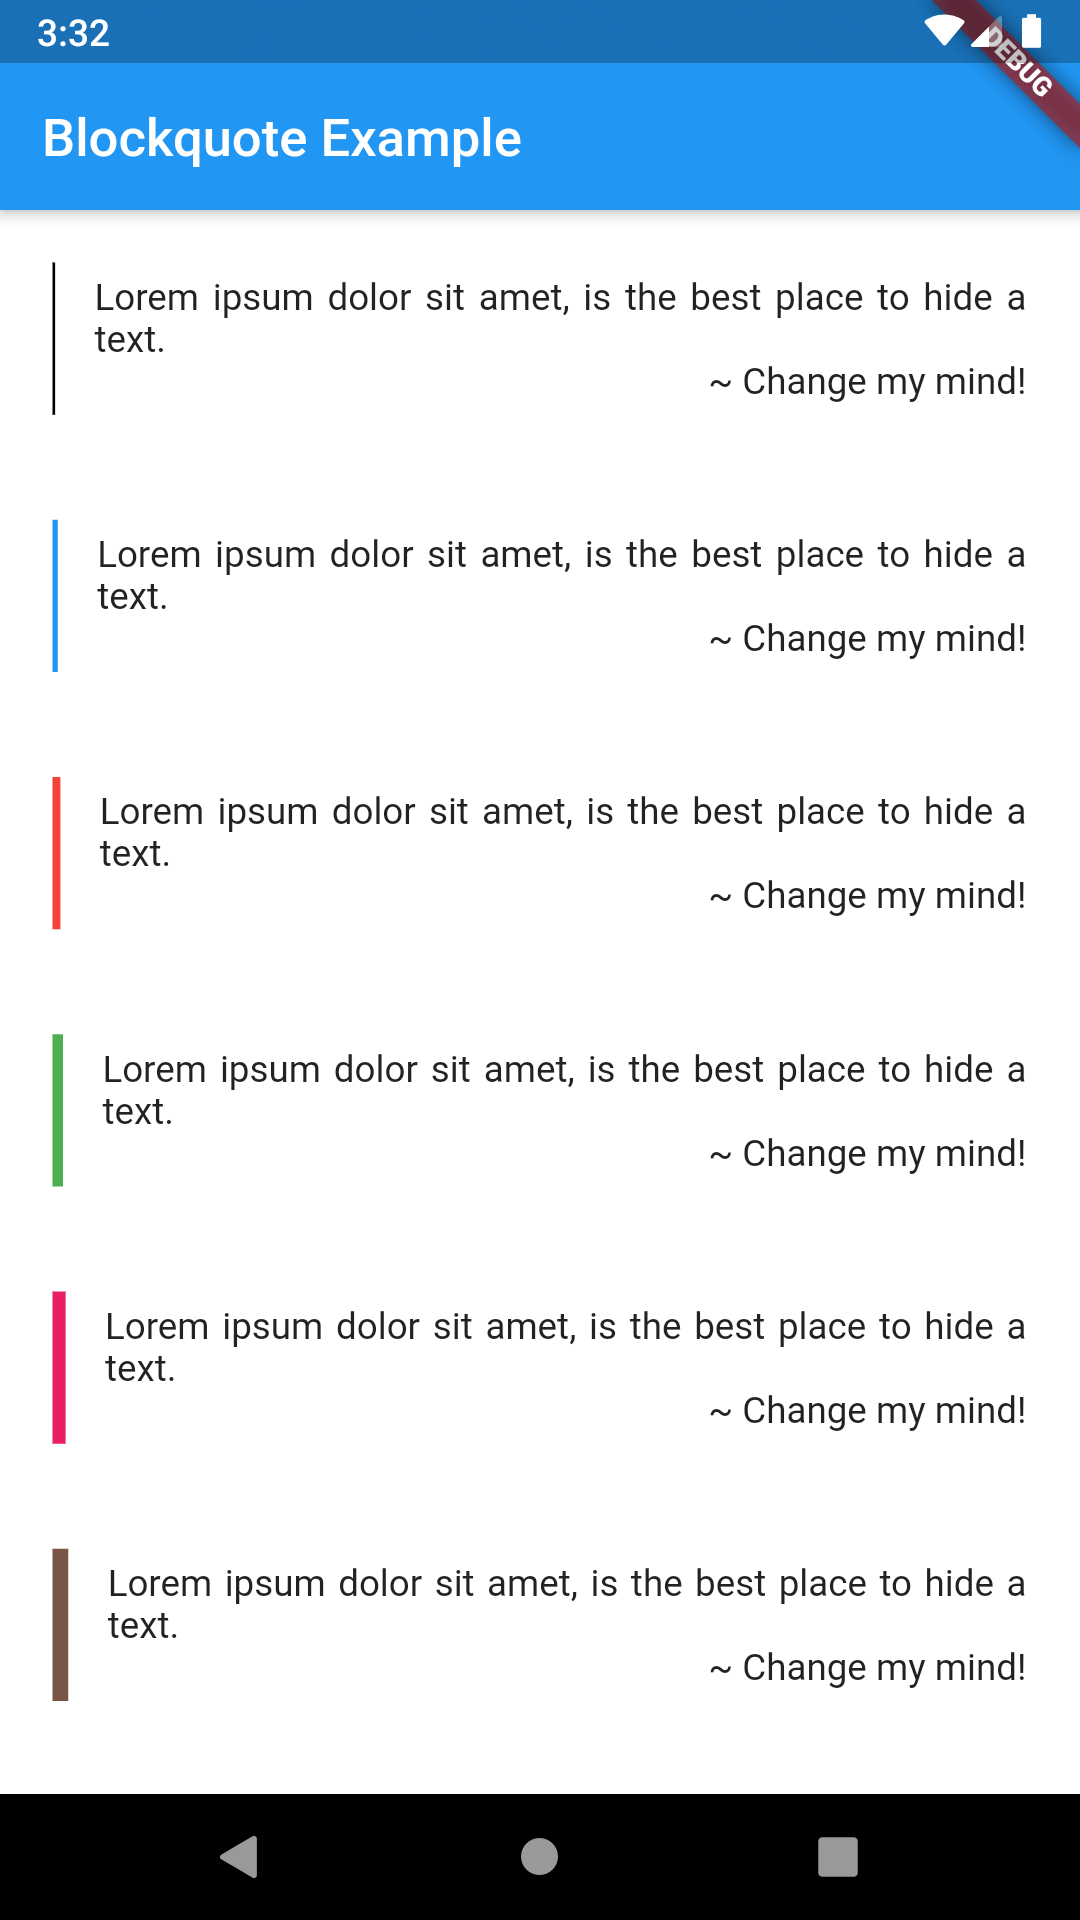 3:32
DEBUG
Blockquote Example
Lorem ipsum dolor sit amet, is the best place to hide a
text.
~ Change my mind!
Lorem ipsum dolor sit amet, is the best place to hide a
text.
~ Change my mind!
Lorem ipsum dolor sit amet, is the best place to hide a
text.
~ Change my mind!
Lorem ipsum dolor sit amet, is the best place to hide a
text.
~ Change my mind!
Lorem ipsum dolor sit amet, is the best place to hide a
text.
~ Change my mind!
Lorem ipsum dolor sit amet, is the best place to hide a
text.
~ Change my mind!